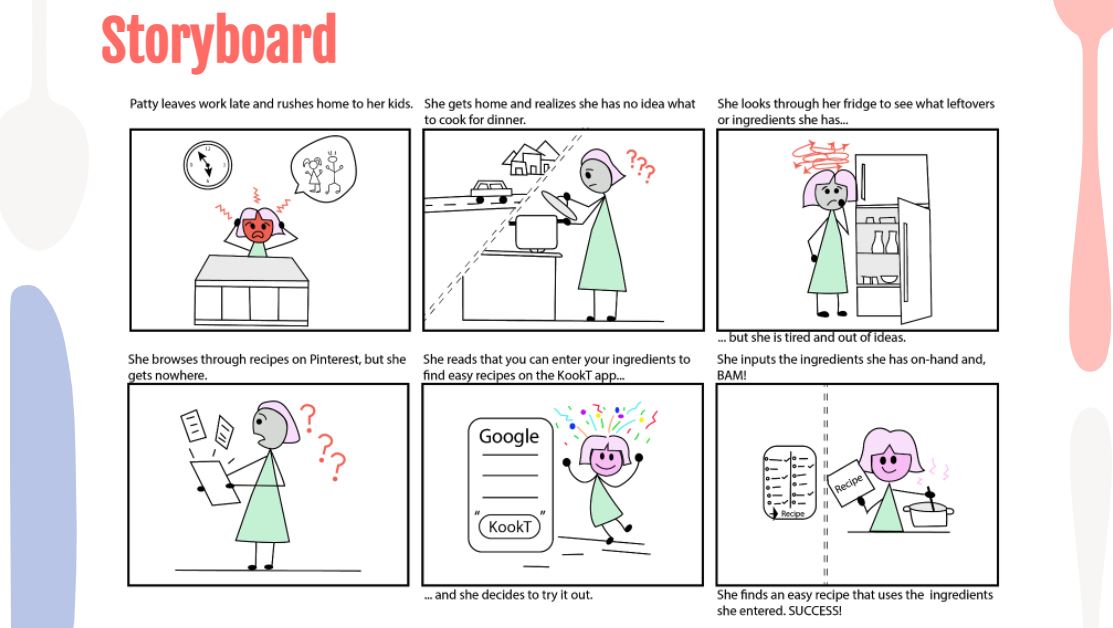 Storyboard
Patty leaves work late and rushes home to her kids.
She gets home and realizes she has no idea what
to cook for dinner.
???
She looks through her fridge to see what leftovers
or ingredients she has...
... but she is tired and out of ideas.
She browses through recipes on Pinterest, but she
gets nowhere.
?
?
?
She reads that you can enter your ingredients to
find easy recipes on the KookT app...
Google
" KookT "
... and she decides to try it out.
She inputs the ingredients she has on-hand and,
BAM!
Recipe
Recipe
She finds an easy recipe that uses the ingredients
she entered. SUCCESS!